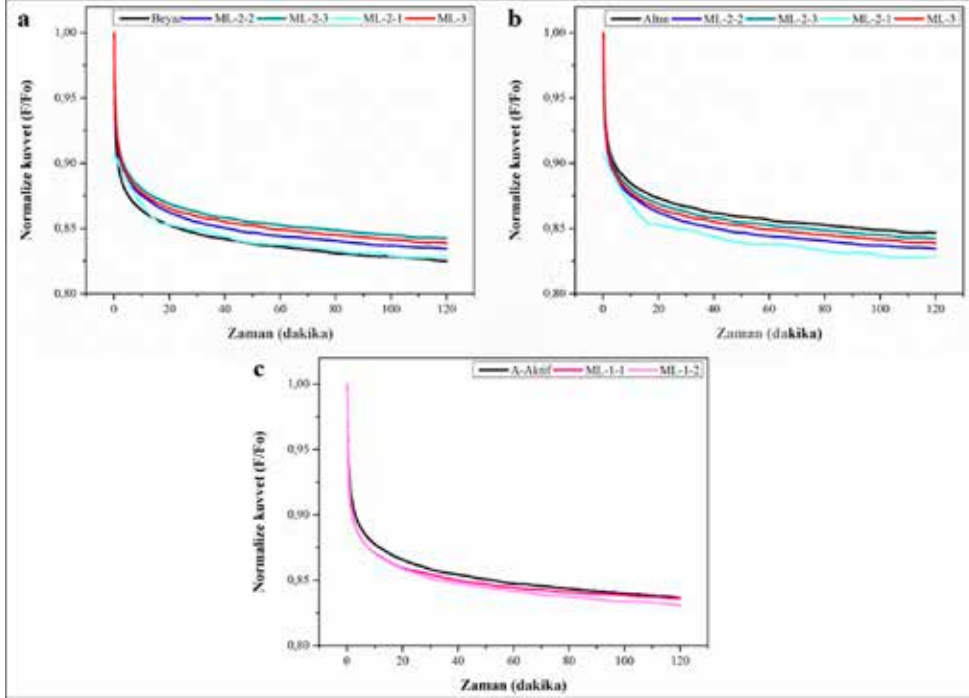 a
Beyaz ML-2-2 ML-2-3 ML-2-1 ML-3
1,00
0,95
0,90
0,85
0,80
Normalize kuvvet (F/Fo)
0 20 40 60 80 100 120
Zaman (dakika)
b
Altın ML-2-2 ML-2-3 ML-2-1 ML-3
1,00
0,95
0,90
0,85
0,80
Normalize kuvvet (F/Fo)
0 20 40 60 80 100 120
Zaman (dakika)
c
A-Aktif ML-1-1 ML-1-2
1,00
0,95
0,90
0,85
0,80
Normalize kuvvet (F/Fo)
0 20 40 60 80 100 120
Zaman (dakika)